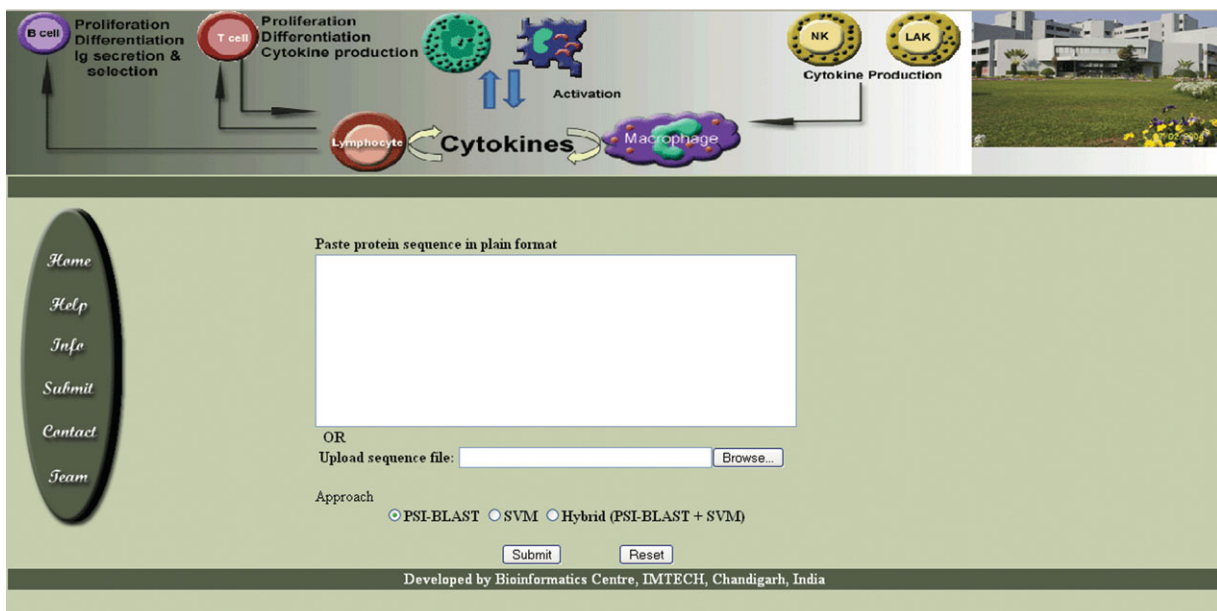 B cell
Proliferation
Differentiation
Ig secretion &
selection
T cell
Proliferation
Differentiation
Cytokine production
Activation
NK
LAK
Cytokine Production
Lymphocyte
Cytokines
Macrophage
Home
Help
Info
Submit
Contact
Team
Paste protein sequence in plain format
OR
Upload sequence file: Browse...
Approach
PSI-BLAST SVM Hybrid (PSI-BLAST + SVM)
Submit Reset
Developed by Bioinformatics Centre, IMTECH, Chandigarh, India